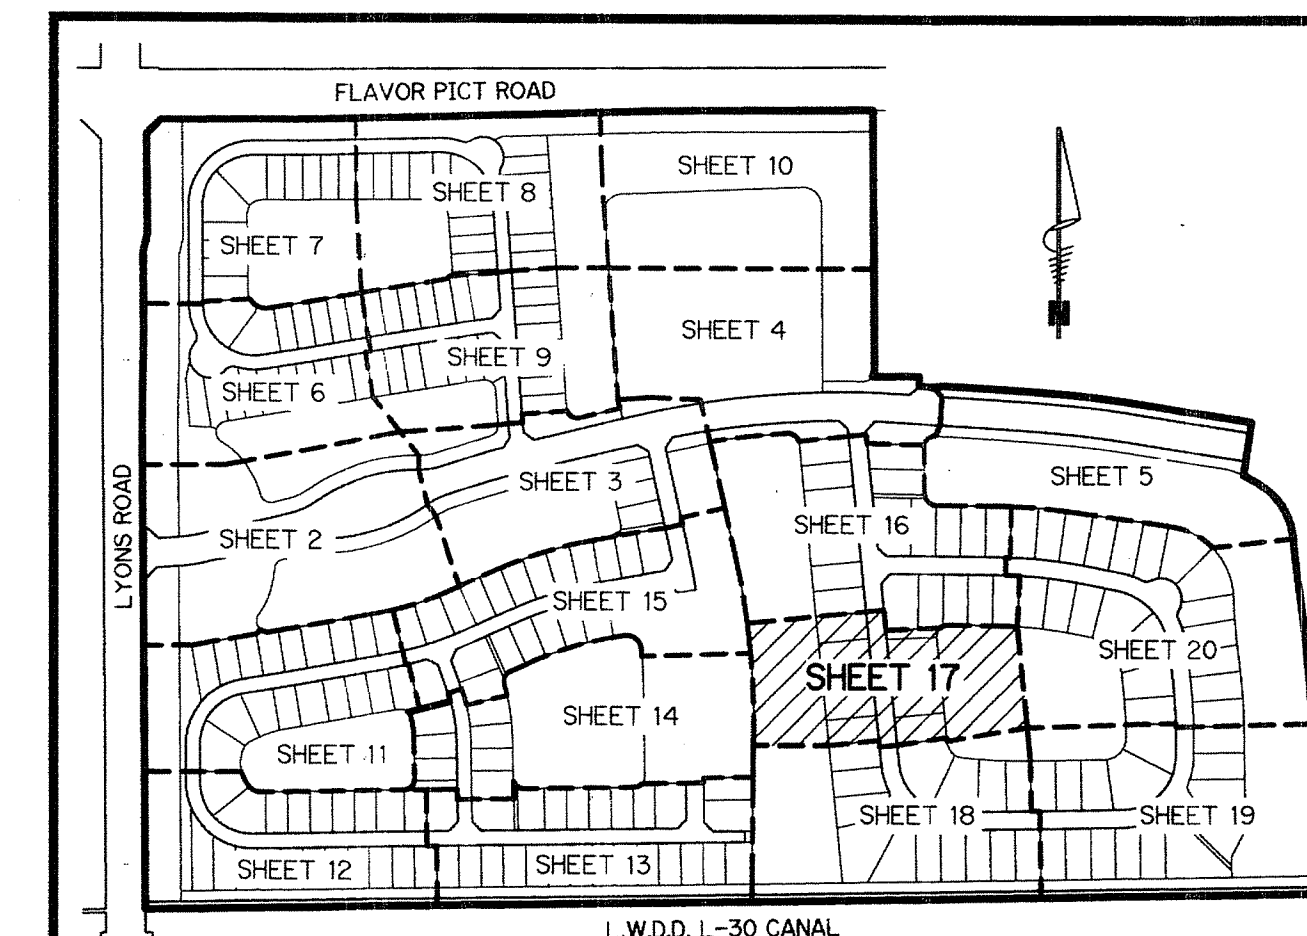 FLAVOR PICT ROAD
SHEET 10
SHEET 8
SHEET 7
SHEET 4
SHEET 9
SHEET 6
N
SHEET 5
SHEET 3
LYONS ROAD
SHEET 16
SHEET 2
SHEET 15
SHEET 20
SHEET 17
SHEET 14
SHEET 11
SHEET 18
SHEET 19
SHEET 13
SHEET 12
L.W.D.D. L-30 CANAL